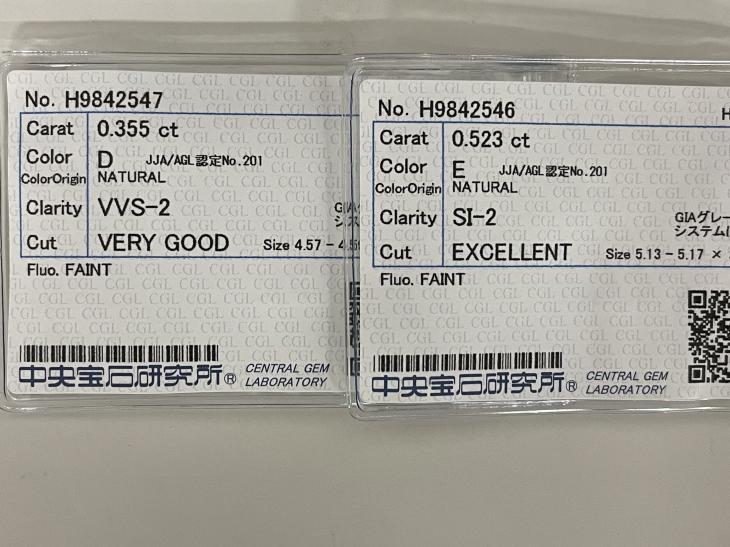 No. H9842547
Carat 0.355 ct
Color D JJA/AGL認定No.201
ColorOrigin NATURAL
Clarity VVS-2
Cut VERY GOOD Size 4.57 -
Fluo. FAINT
中央宝石研究所® CENTRAL GEM
LABORATORY
No. H9842546
Carat 0.523 ct
Color E JJA/AGL認定No.201
ColorOrigin NATURAL
Clarity SI-2 GIAグレー
システムに
Cut EXCELLENT Size 5.13 - 5.17 ×
Fluo. FAINT
中央宝石研究所® CENTRAL GEM
LABORATORY